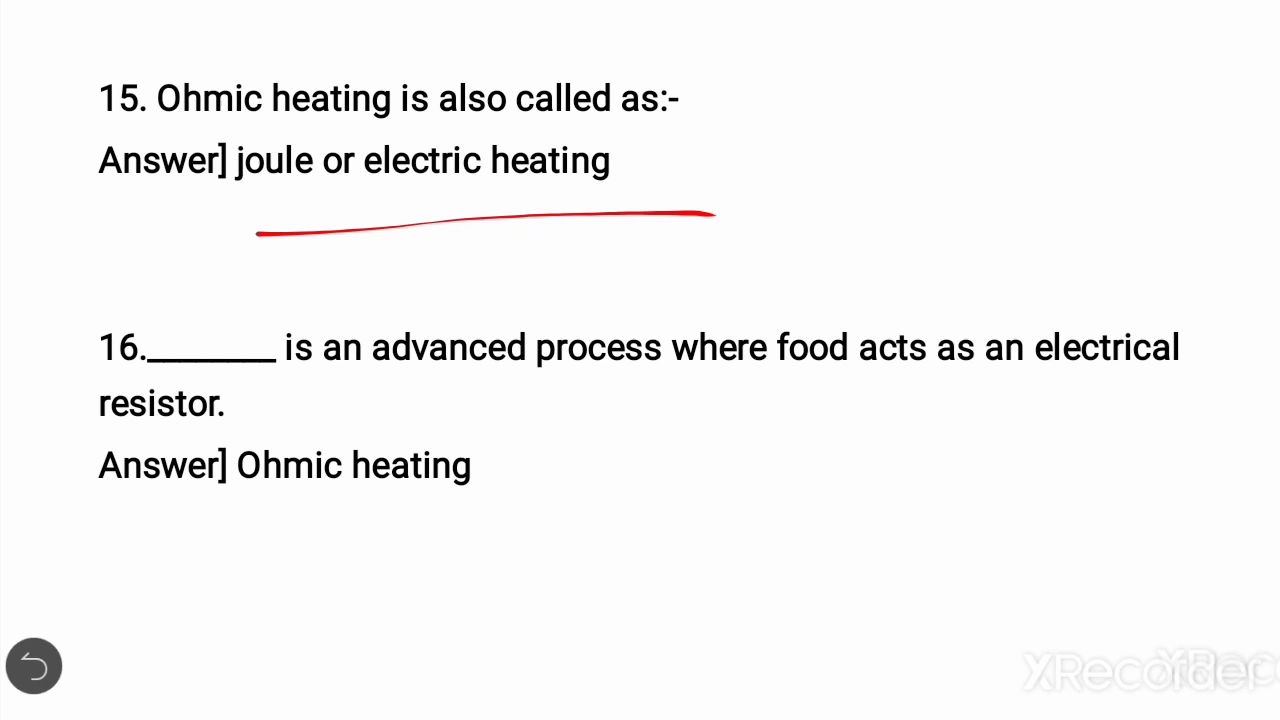 15. Ohmic heating is also called as:-
Answer] joule or electric heating
16.________ is an advanced process where food acts as an electrical
resistor.
Answer] Ohmic heating
XRecorder